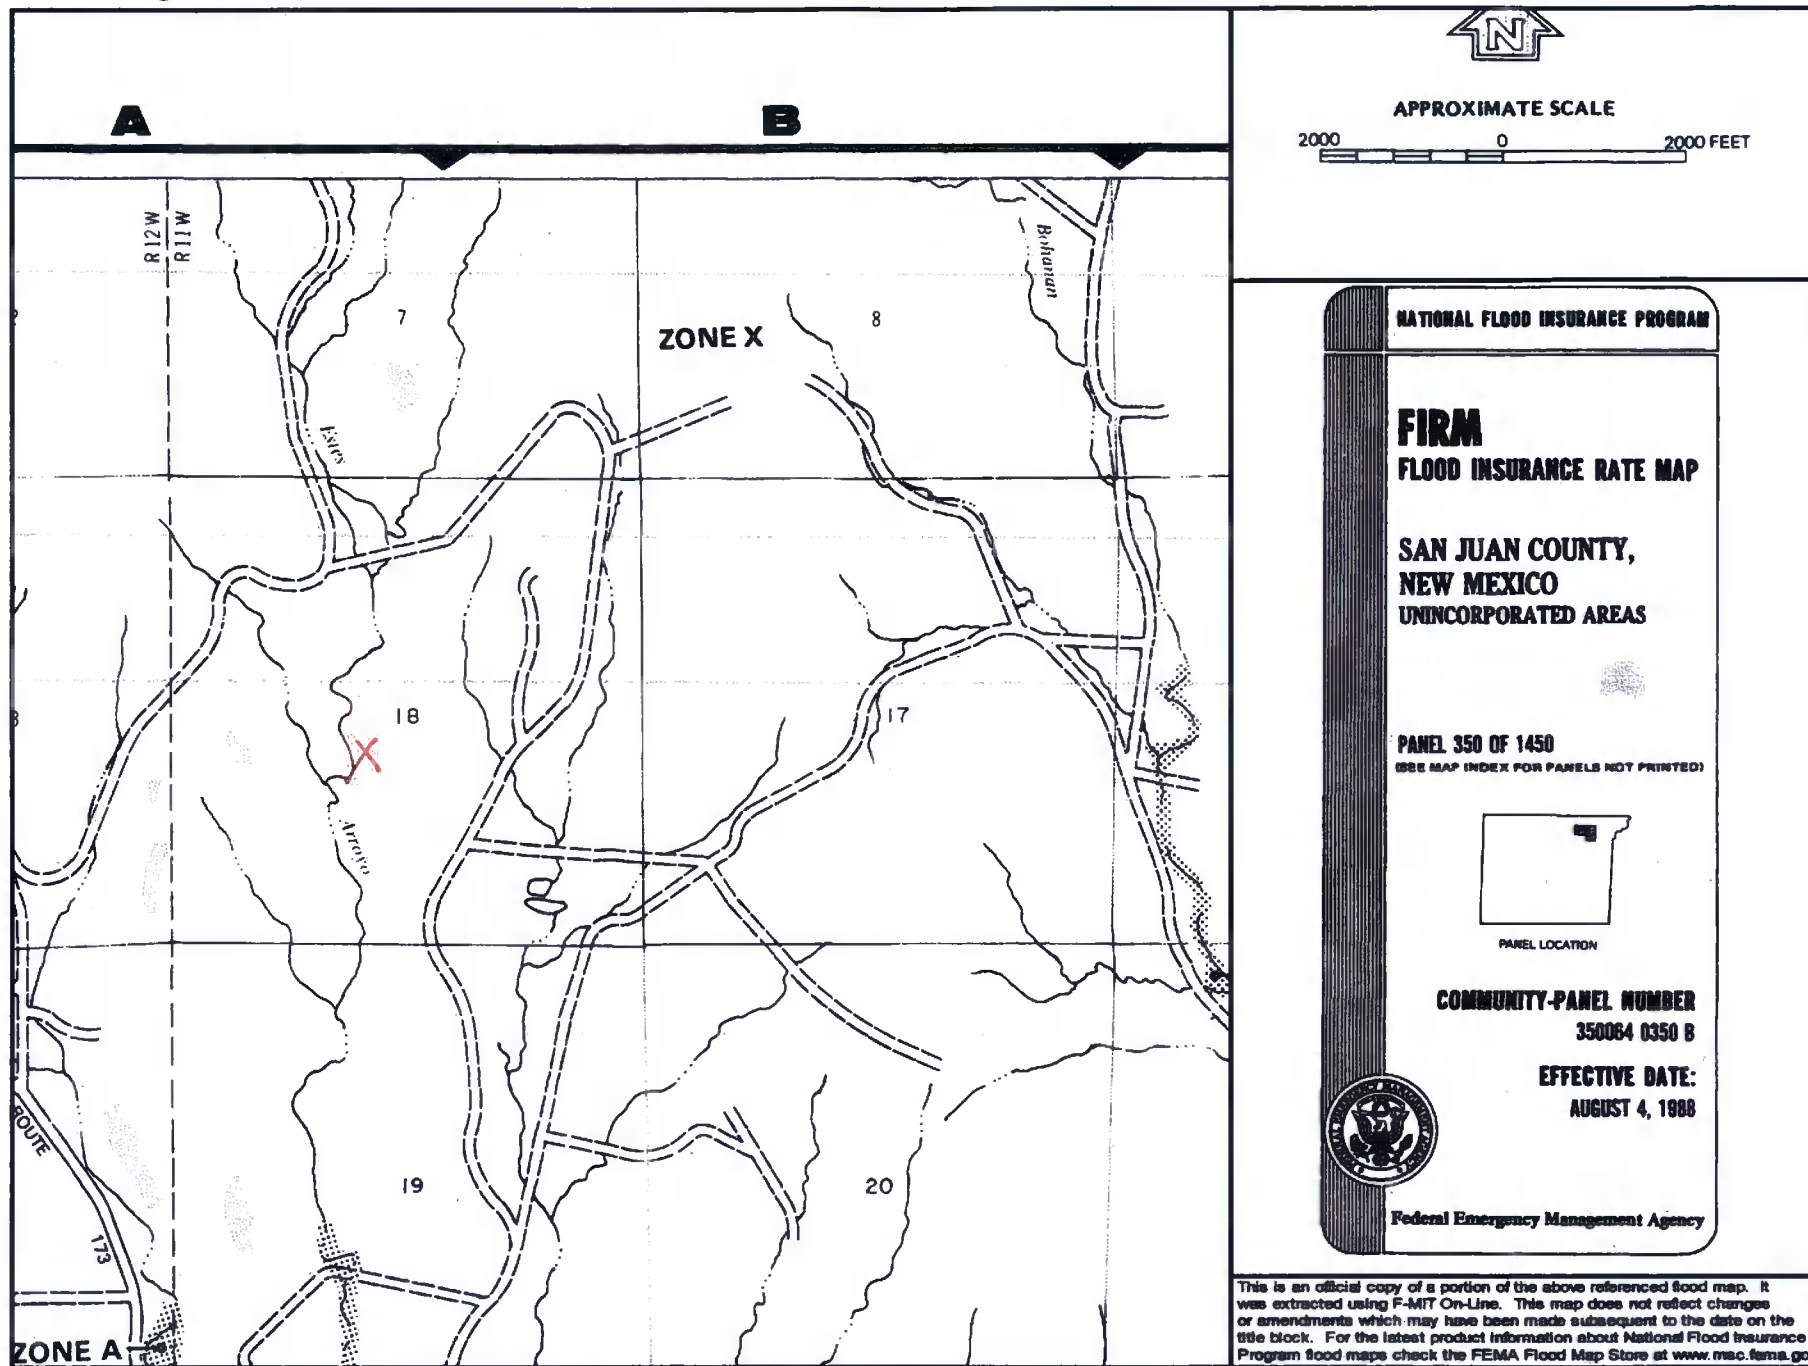 A
B
R12W
R11W
7
ZONE X
8
Bohanan
Estes
18
X
17
Arroyo
19
20
ROUTE
173
ZONE A
N
APPROXIMATE SCALE
2000 0 2000 FEET
NATIONAL FLOOD INSURANCE PROGRAM
FIRM
FLOOD INSURANCE RATE MAP
SAN JUAN COUNTY,
NEW MEXICO
UNINCORPORATED AREAS
PANEL 350 OF 1450
(SEE MAP INDEX FOR PANELS NOT PRINTED)
PANEL LOCATION
COMMUNITY-PANEL NUMBER
350064 0350 B
EFFECTIVE DATE:
AUGUST 4, 1988
Federal Emergency Management Agency
This is an official copy of a portion of the above referenced flood map. It
was extracted using F-MIT On-Line. This map does not reflect changes
or amendments which may have been made subsequent to the date on the
title block. For the latest product information about National Flood Insurance
Program flood maps check the FEMA Flood Map Store at www.msc.fema.go